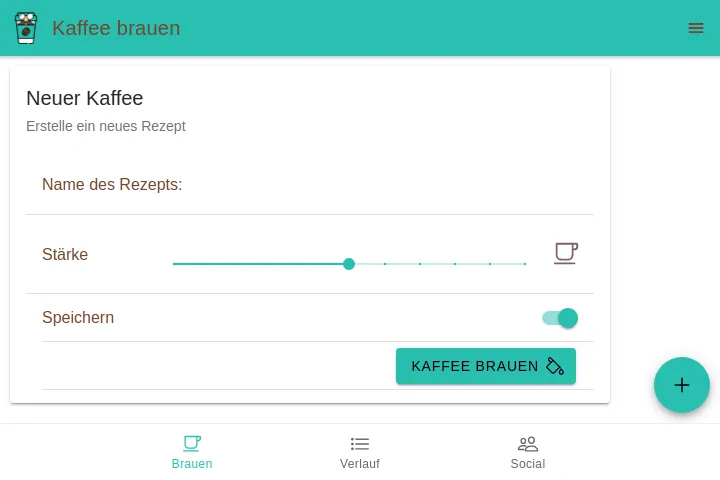 Kaffee brauen
Neuer Kaffee
Erstelle ein neues Rezept
Name des Rezepts:
Stärke
Speichern
KAFFEE BRAUEN
Brauen
Verlauf
Social